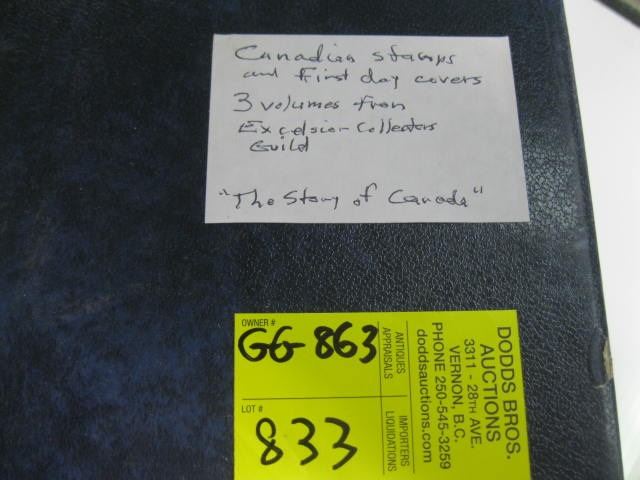 Canadian stamps
and First day covers
3 volumes from
Excelsior Collectors
Guild
"The Story of Canada"
OWNER #
GG 863
LOT #
833
ANTIQUES
APPRAISALS
IMPORTERS
LIQUIDATIONS
DODDS BROS.
AUCTIONS
3311 - 28TH AVE.
VERNON, B.C.
PHONE 250-545-3259
doddsauctions.com